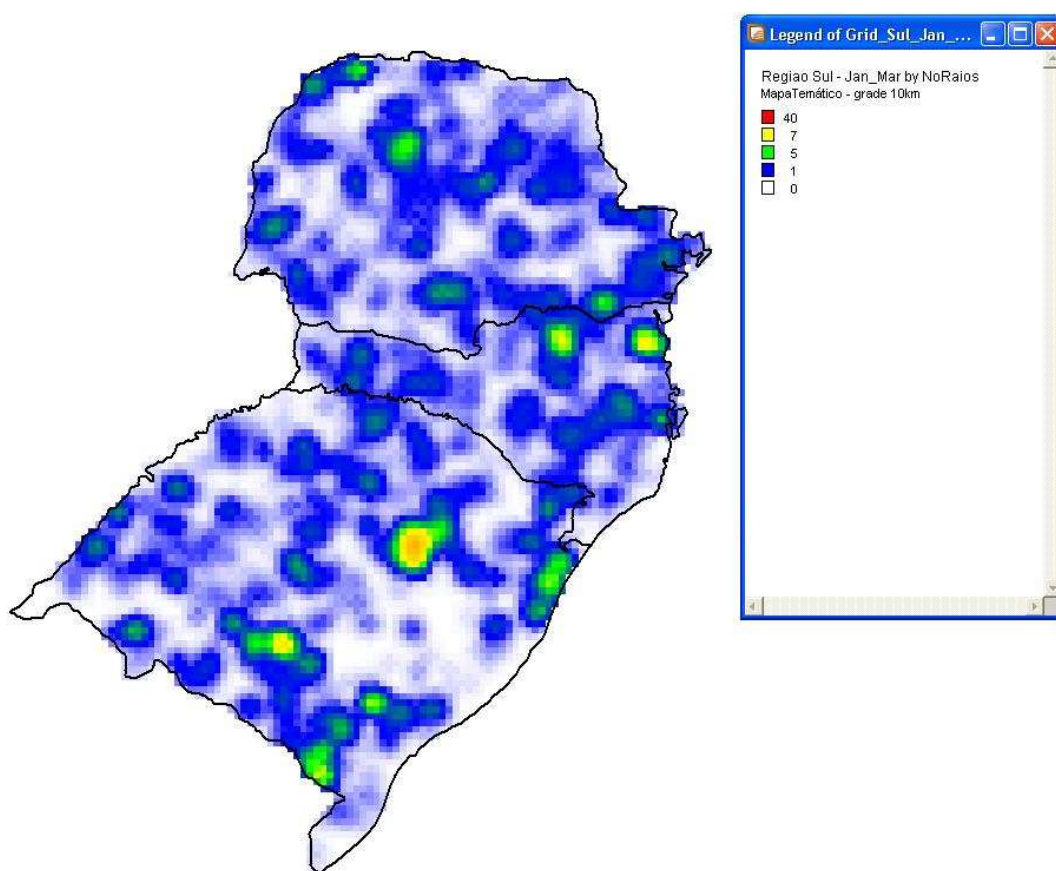 Legend of Grid_Sul_Jan_...
Regiao Sul - Jan_Mar by NoRaios
MapaTemático - grade 10km
40
7
5
1
0